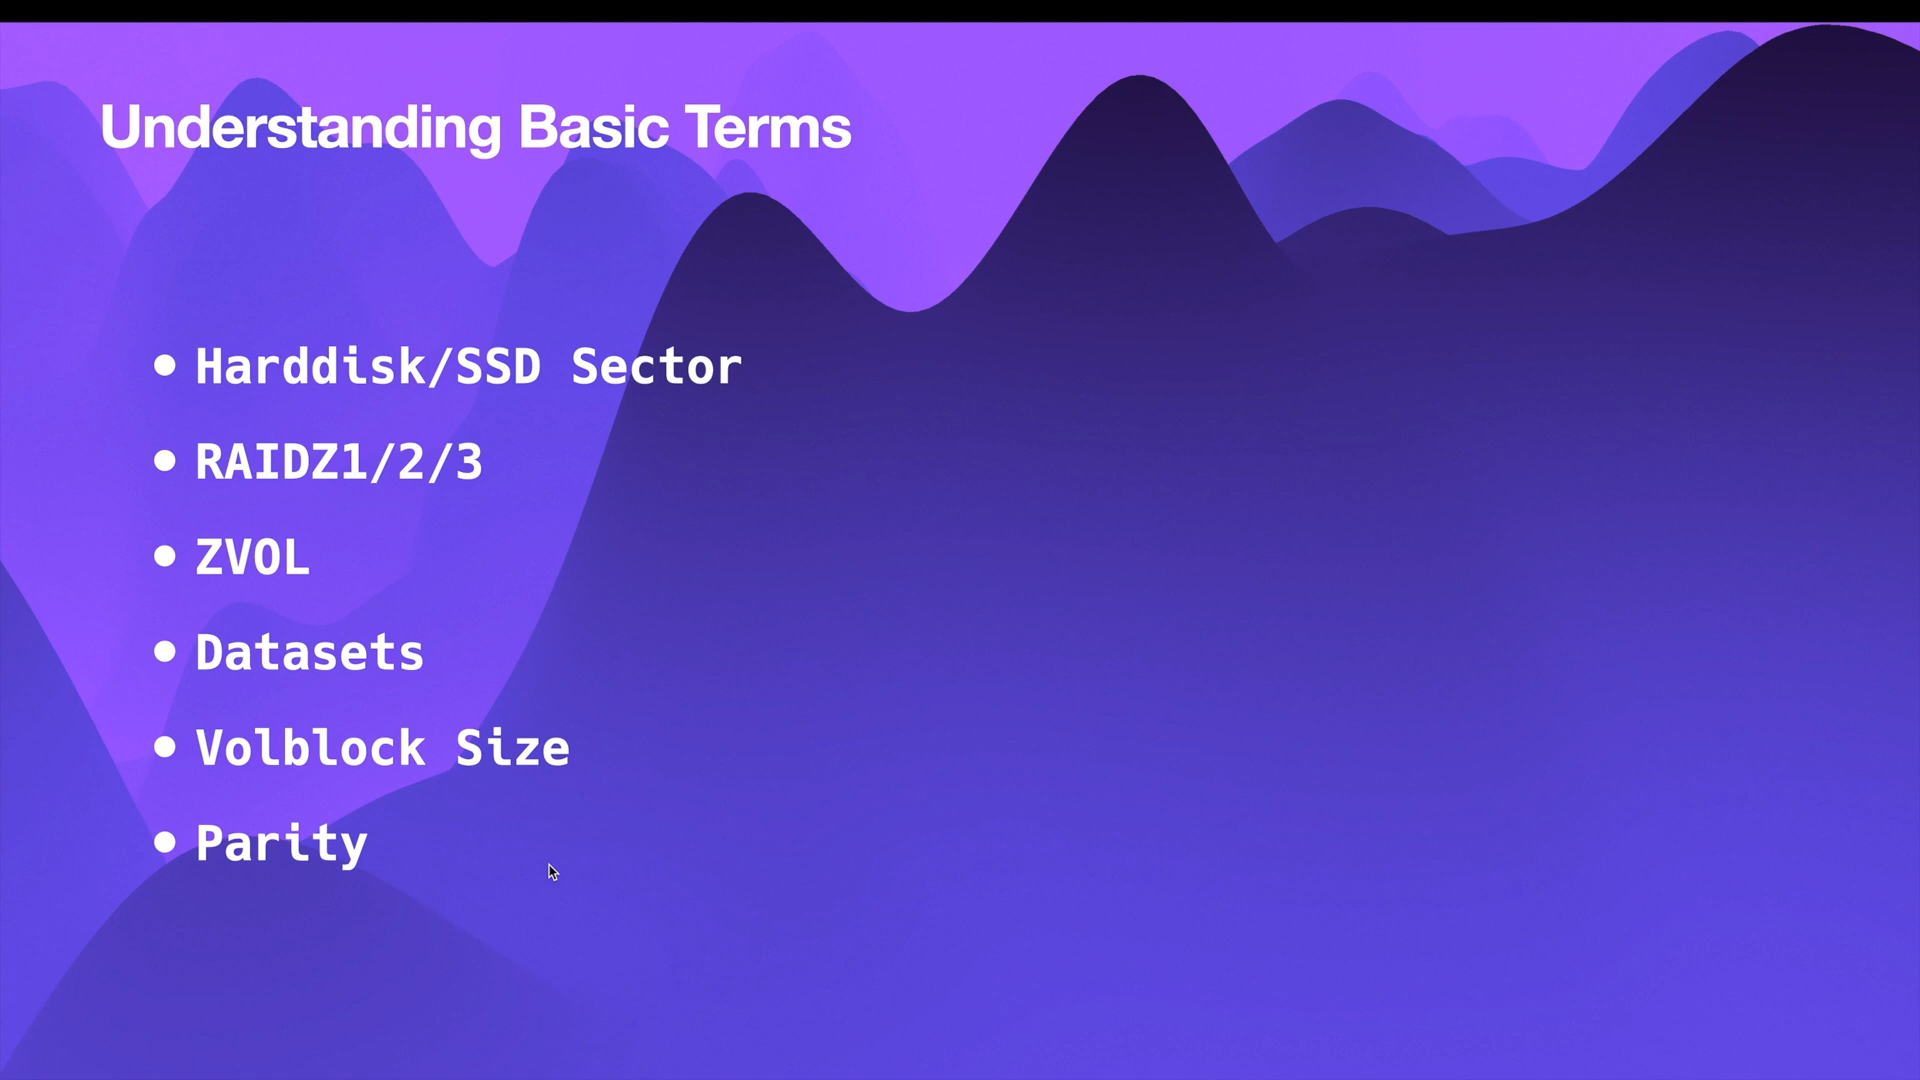 Understanding Basic Terms
• Harddisk/SSD Sector
• RAIDZ1/2/3
• ZVOL
• Datasets
• Volblock Size
• Parity